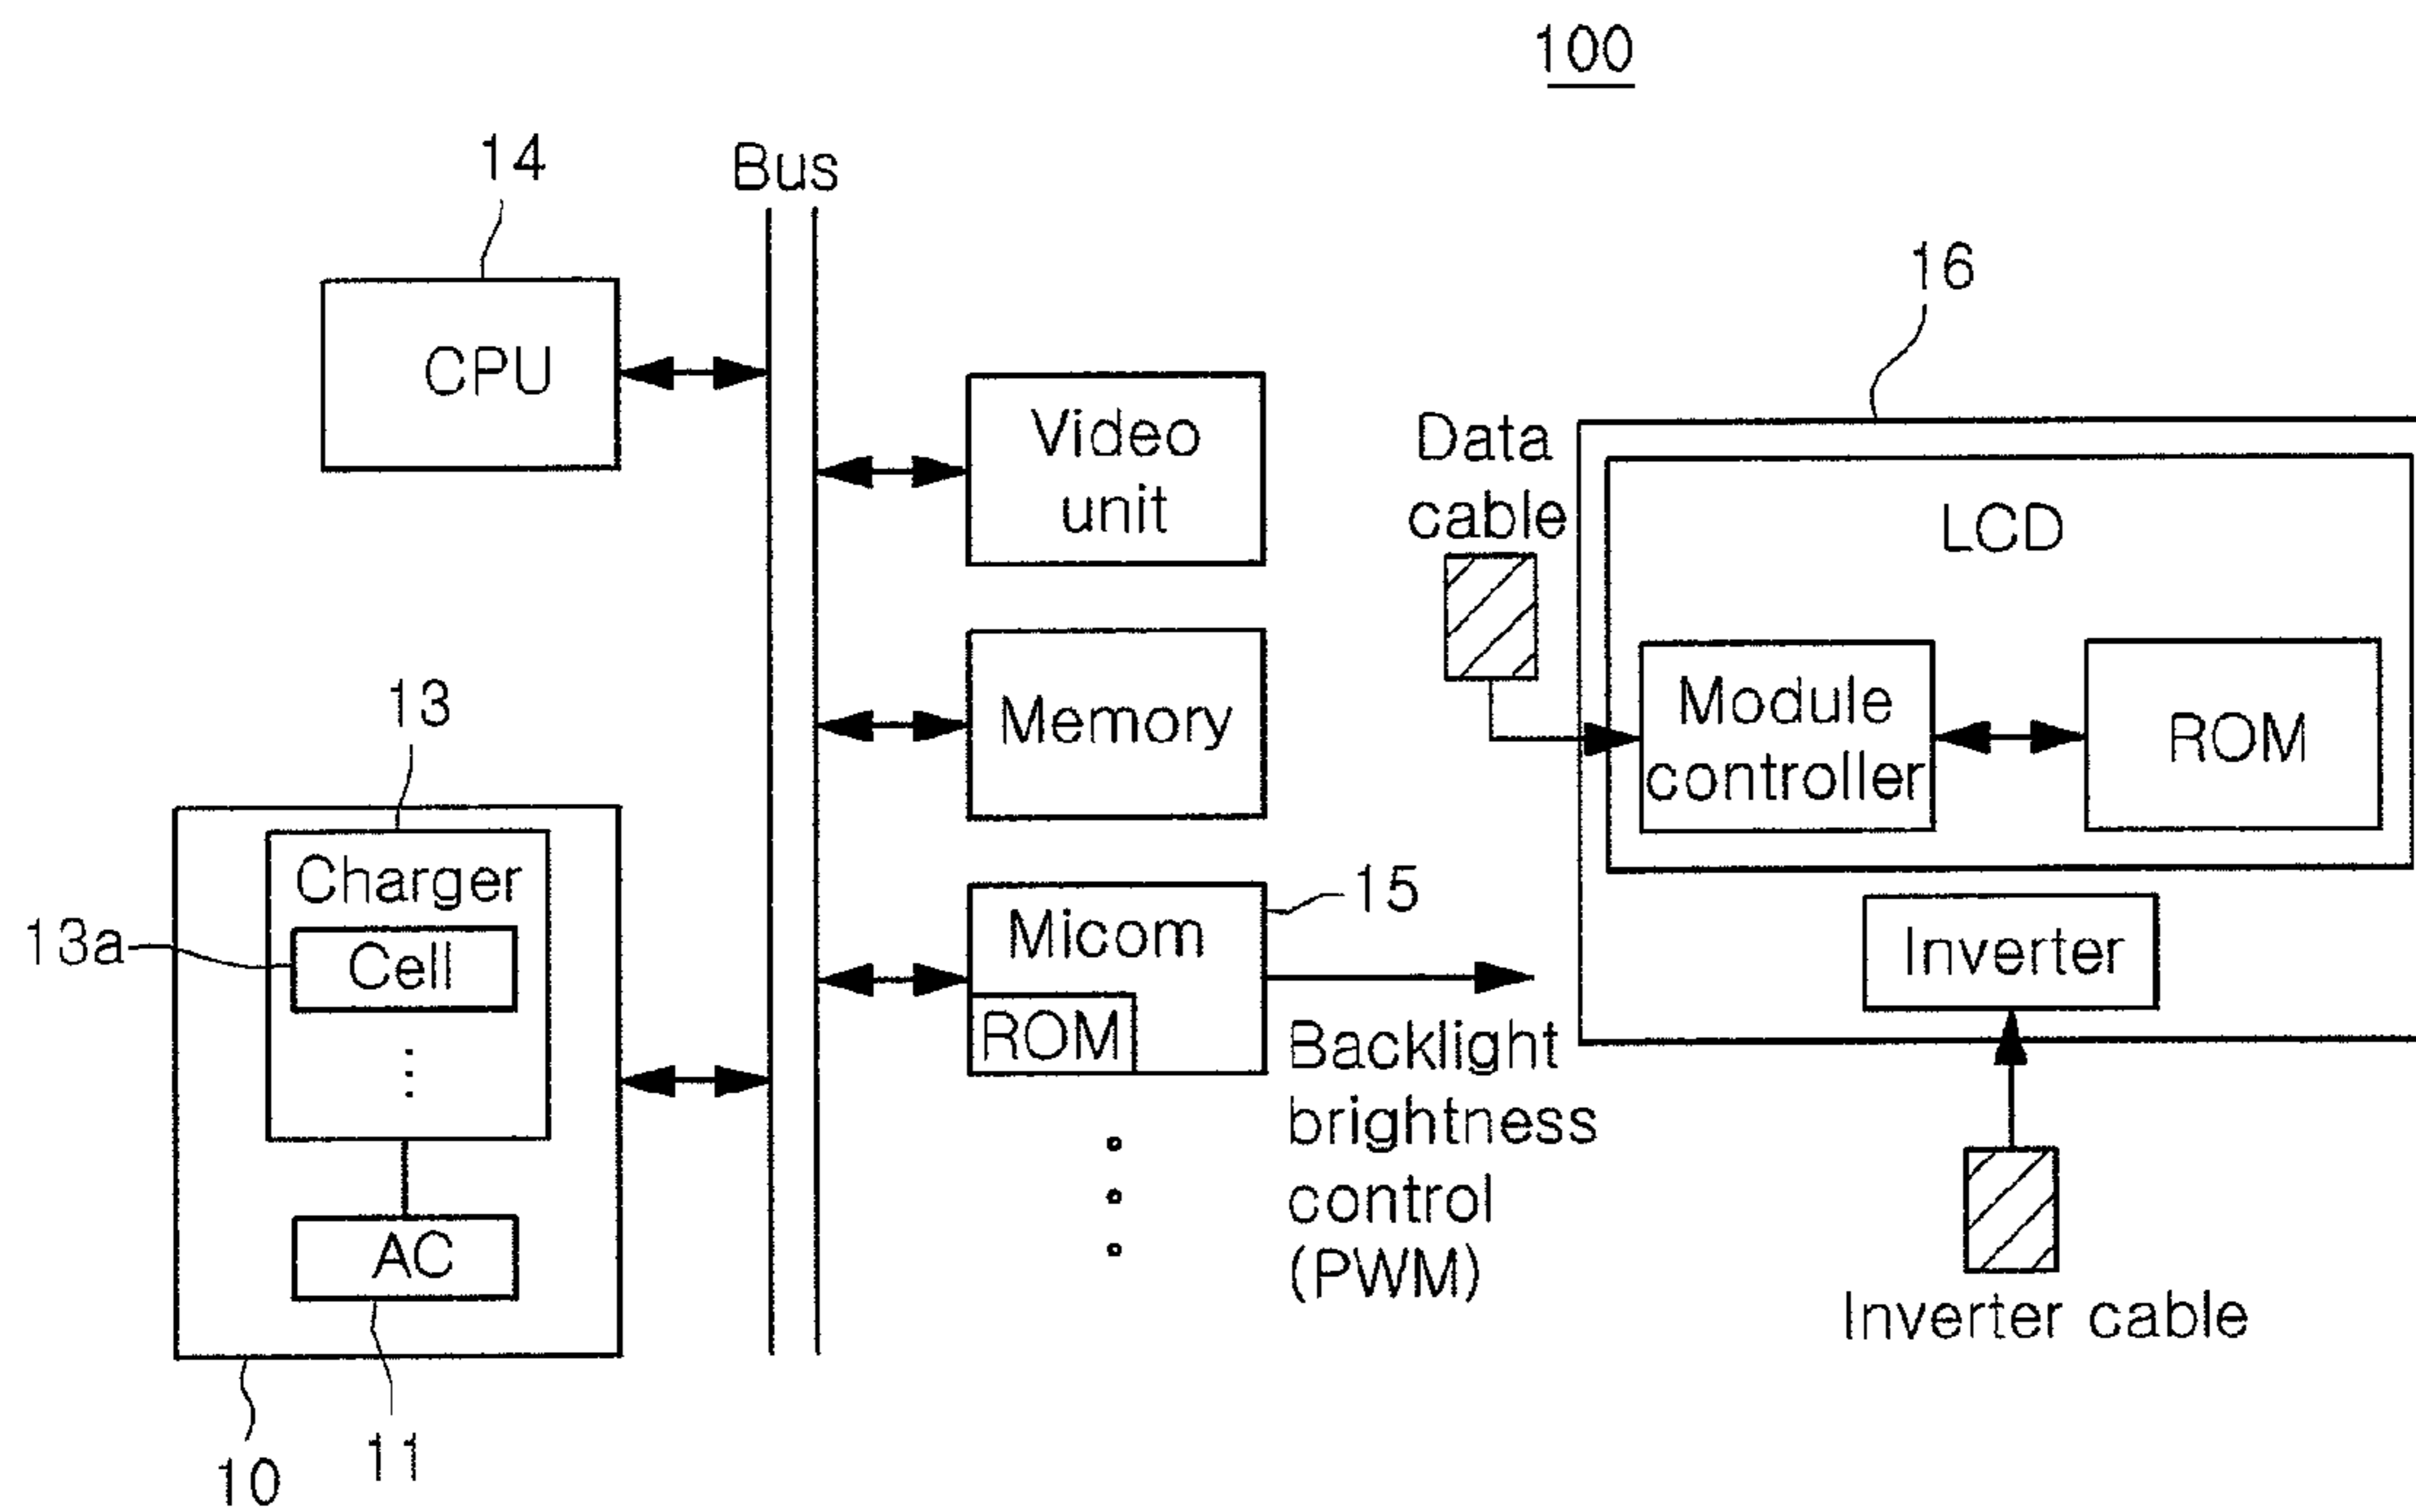 100
14
Bus
16
CPU
Video
unit
Data
cable
LCD
13
Memory
Module
controller
ROM
Charger
13a
Cell
15
Micom
ROM
Inverter
Backlight
brightness
control
(PWM)
AC
Inverter cable
10
11